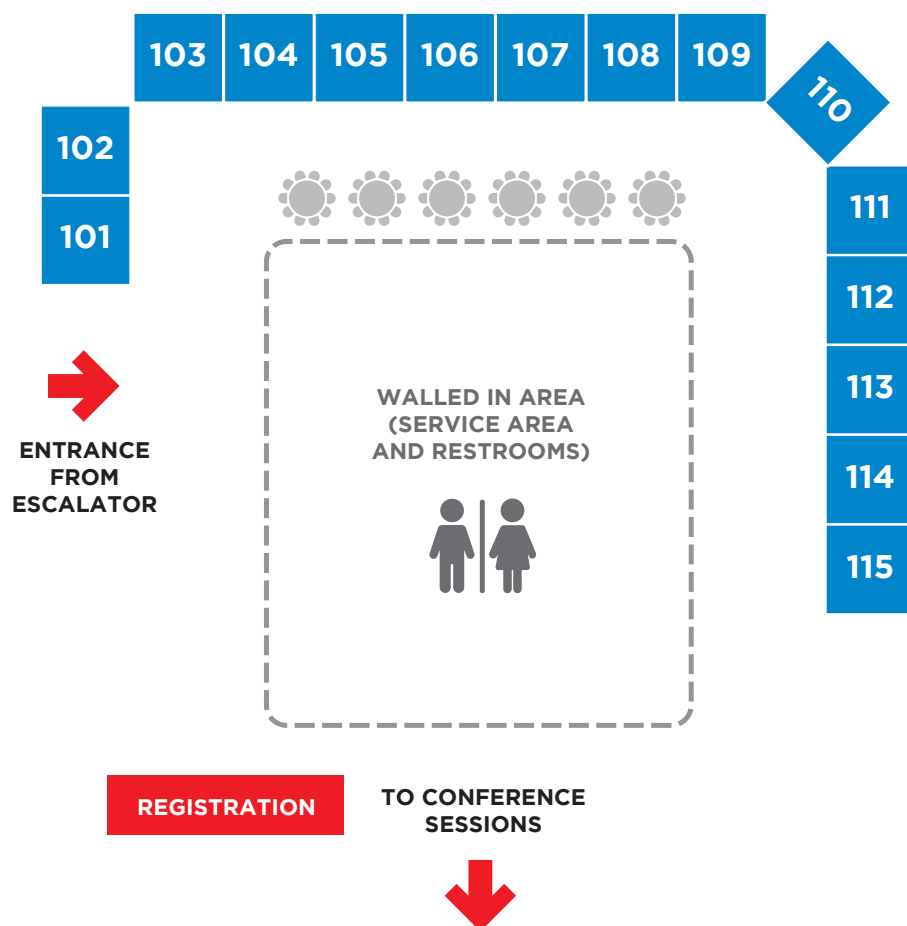 103 104 105 106 107 108 109
110
102
101
111
112
113
114
115
WALLED IN AREA
(SERVICE AREA
AND RESTROOMS)
ENTRANCE
FROM
ESCALATOR
REGISTRATION
TO CONFERENCE
SESSIONS